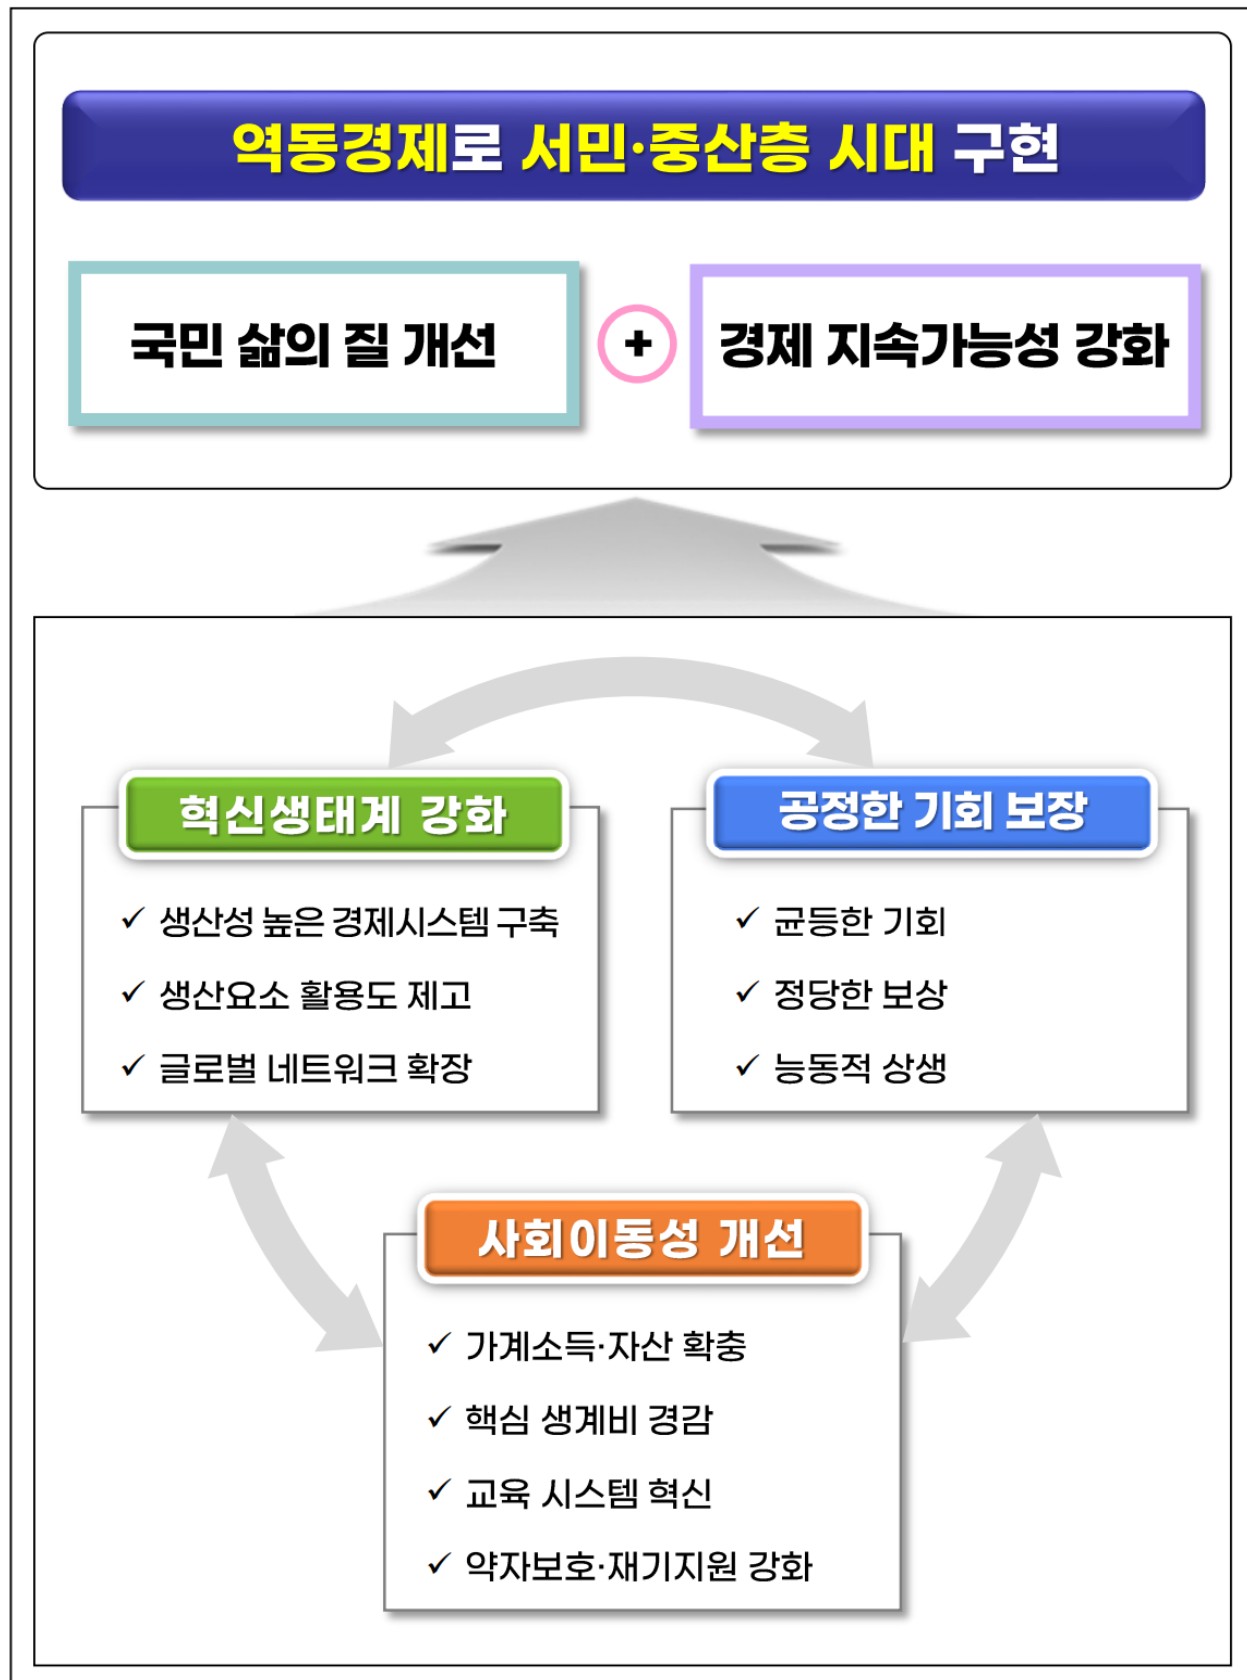 역동경제로 서민·중산층 시대 구현
국민 삶의 질 개선
+
경제 지속가능성 강화
혁신생태계 강화
✓ 생산성 높은 경제시스템 구축
✓ 생산요소 활용도 제고
✓ 글로벌 네트워크 확장
공정한 기회 보장
✓ 균등한 기회
✓ 정당한 보상
✓ 능동적 상생
사회이동성 개선
✓ 가계소득·자산 확충
✓ 핵심 생계비 경감
✓ 교육 시스템 혁신
✓ 약자보호·재기지원 강화